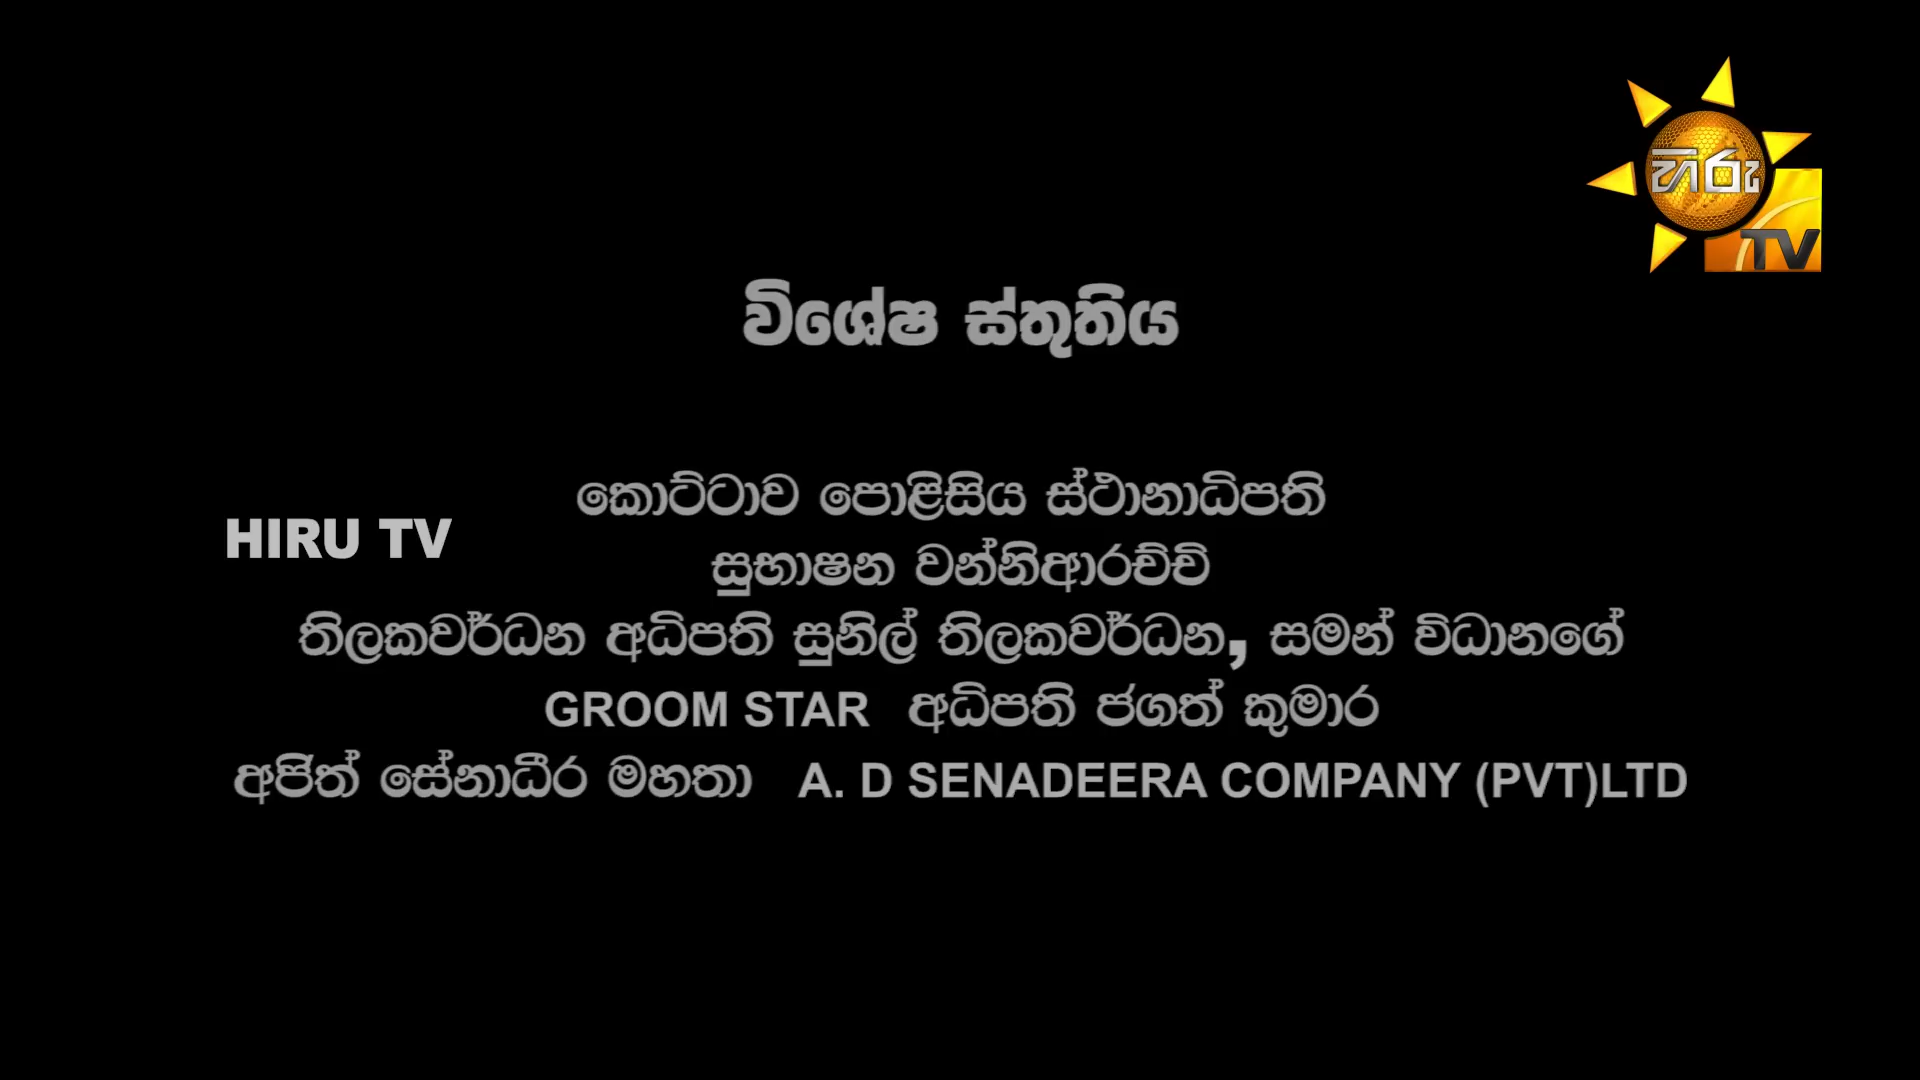 හිරු
TV
විශේෂ ස්තූතිය
කොට්ටාව පොළිසිය ස්ථානාධිපති
HIRU TV
සුභාෂන වන්නිආරච්චි
තිලකවර්ධන අධිපති සුනිල් තිලකවර්ධන, සමන් විධානගේ
GROOM STAR අධිපති ජගත් කුමාර
අජිත් සේනාධීර මහතා A. D SENADEERA COMPANY (PVT)LTD